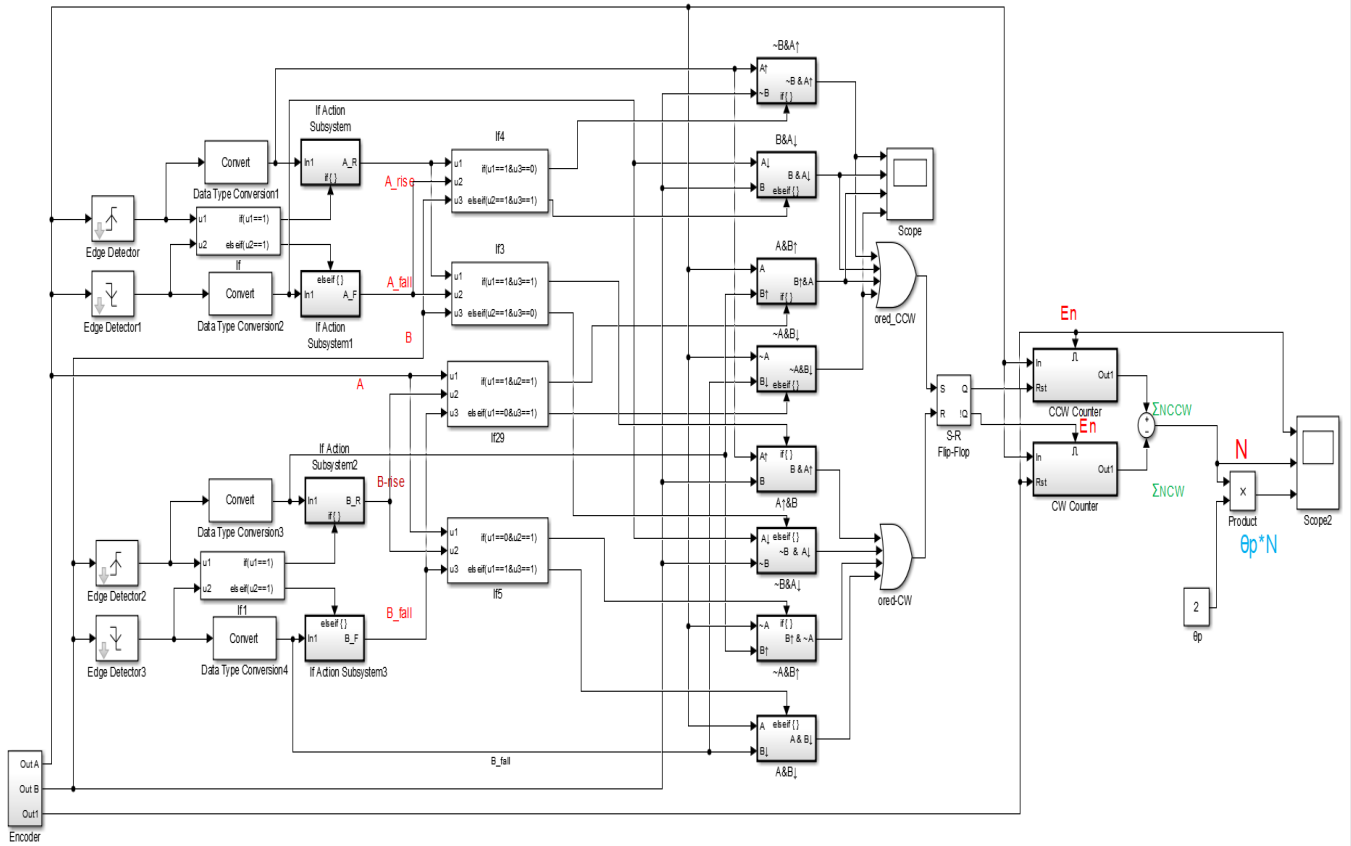 ~B&A↑
A↑
~B & A↑
~B
if { }
If Action
Subsystem
If4
B&A↓
Convert
In1
A_R
if { }
u1
if(u1==1&u3==0)
A_rise
u2
u3
elseif(u2==1&u3==1)
A↓
B & A↓
B
elseif { }
Data Type Conversion1
u1
if(u1==1)
u2
elseif(u2==1)
If
Scope
Edge Detector
If3
A&B↑
elseif { }
Convert
In1
A_F
A_fall
u1
if(u1==1&u3==1)
u2
u3
elseif(u2==1&u3==0)
A
B↑&A
B↑
if { }
Edge Detector1
Data Type Conversion2
If Action
Subsystem1
ored_CCW
B
~A&B↓
~A
~A&B↓
B↓
elseif { }
En
In
Out1
Rst
CCW Counter
A
u1
if(u1==1&u2==1)
u2
u3
elseif(u1==0&u3==1)
If29
S
Q
R
!Q
S-R
Flip-Flop
ΣNCCW
En
+
−
In
Out1
Rst
CW Counter
ΣNCW
N
×
Product
Scope2
θp*N
2
θp
If Action
Subsystem2
B-rise
if { }
A↑
B & A↑
B
A↑&B
Convert
In1
B_R
if { }
Data Type Conversion3
u1
if(u1==0&u2==1)
u2
u3
elseif(u1==1&u3==1)
If5
elseif { }
A↓
~B & A↓
~B
~B&A↓
ored-CW
u1
if(u1==1)
u2
elseif(u2==1)
If1
Edge Detector2
B_fall
elseif { }
Convert
In1
B_F
if { }
~A
B↑ & ~A
B↑
~A&B↑
Edge Detector3
Data Type Conversion4
If Action Subsystem3
elseif { }
A
A & B↓
B↓
A&B↓
B_fall
Out A
Out B
Out1
Encoder